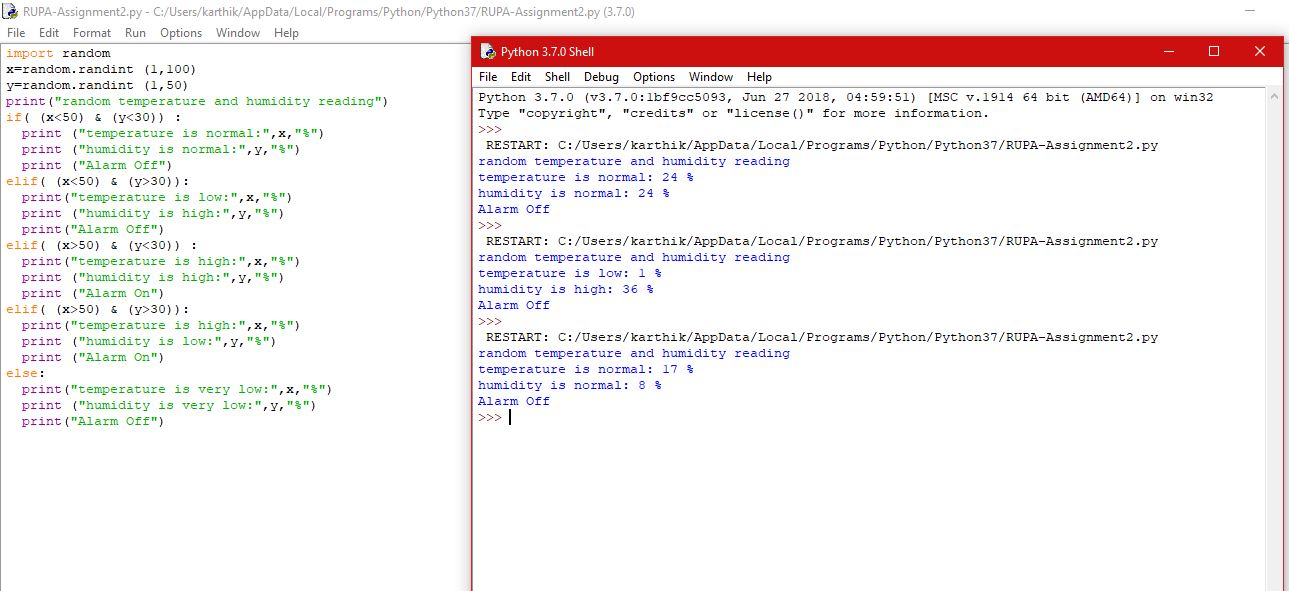 RUPA-Assignment2.py - C:/Users/karthik/AppData/Local/Programs/Python/Python37/RUPA-Assignment2.py (3.7.0)
File Edit Format Run Options Window Help
import random
x=random.randint (1,100)
y=random.randint (1,50)
print("random temperature and humidity reading")
if( (x<50) & (y<30)) :
  print ("temperature is normal:",x,"%")
  print ("humidity is normal:",y,"%")
  print ("Alarm Off")
elif( (x<50) & (y>30)):
  print("temperature is low:",x,"%")
  print ("humidity is high:",y,"%")
  print("Alarm Off")
elif( (x>50) & (y<30)) :
  print("temperature is high:",x,"%")
  print ("humidity is high:",y,"%")
  print ("Alarm On")
elif( (x>50) & (y>30)):
  print("temperature is high:",x,"%")
  print ("humidity is low:",y,"%")
  print ("Alarm On")
else:
  print("temperature is very low:",x,"%")
  print ("humidity is very low:",y,"%")
  print("Alarm Off")
Python 3.7.0 Shell
File Edit Shell Debug Options Window Help
Python 3.7.0 (v3.7.0:1bf9cc5093, Jun 27 2018, 04:59:51) [MSC v.1914 64 bit (AMD64)] on win32
Type "copyright", "credits" or "license()" for more information.
>>>
 RESTART: C:/Users/karthik/AppData/Local/Programs/Python/Python37/RUPA-Assignment2.py
random temperature and humidity reading
temperature is normal: 24 %
humidity is normal: 24 %
Alarm Off
>>>
 RESTART: C:/Users/karthik/AppData/Local/Programs/Python/Python37/RUPA-Assignment2.py
random temperature and humidity reading
temperature is low: 1 %
humidity is high: 36 %
Alarm Off
>>>
 RESTART: C:/Users/karthik/AppData/Local/Programs/Python/Python37/RUPA-Assignment2.py
random temperature and humidity reading
temperature is normal: 17 %
humidity is normal: 8 %
Alarm Off
>>>